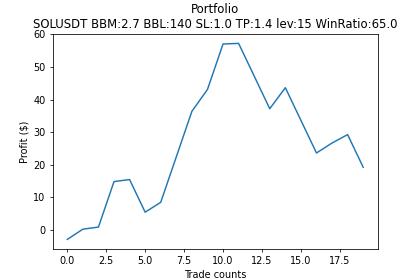 Portfolio
SOLUSDT BBM:2.7 BBL:140 SL:1.0 TP:1.4 lev:15 WinRatio:65.0
60
50
40
30
20
10
0
Profit ($)
0.0 2.5 5.0 7.5 10.0 12.5 15.0 17.5
Trade counts